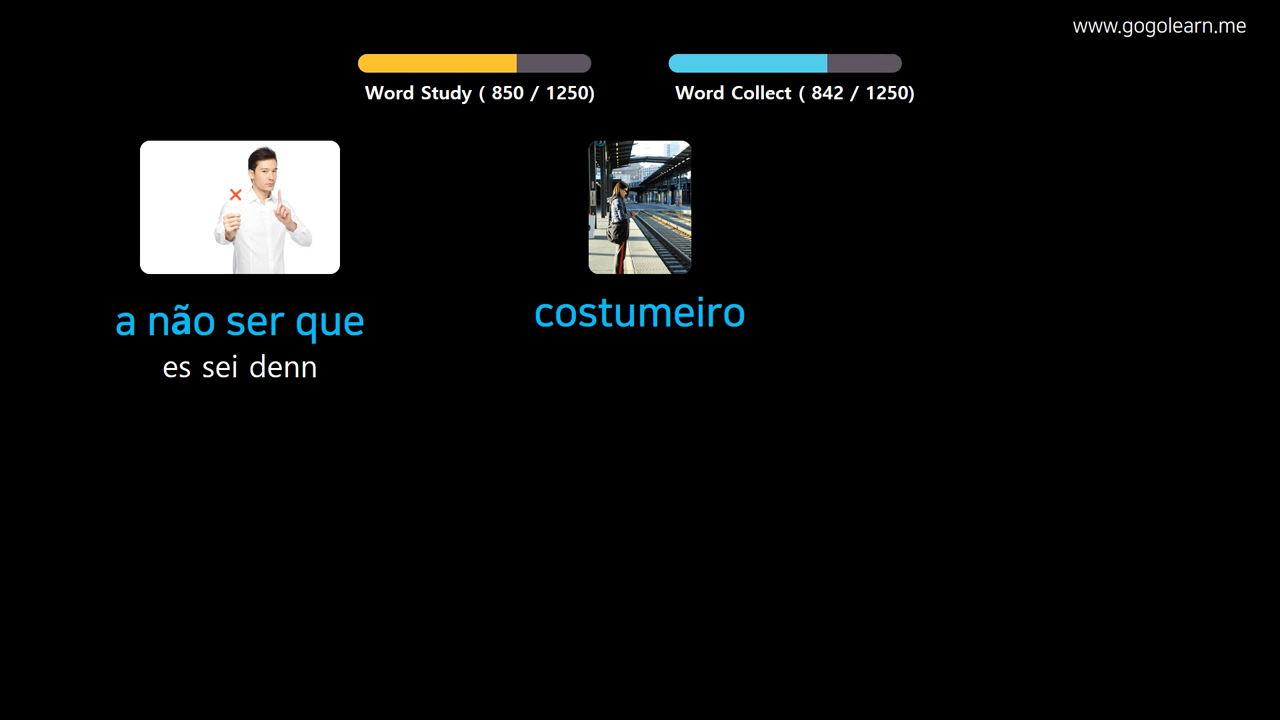 www.gogolearn.me
Word Study ( 850 / 1250)
Word Collect ( 842 / 1250)
a não ser que
es sei denn
costumeiro